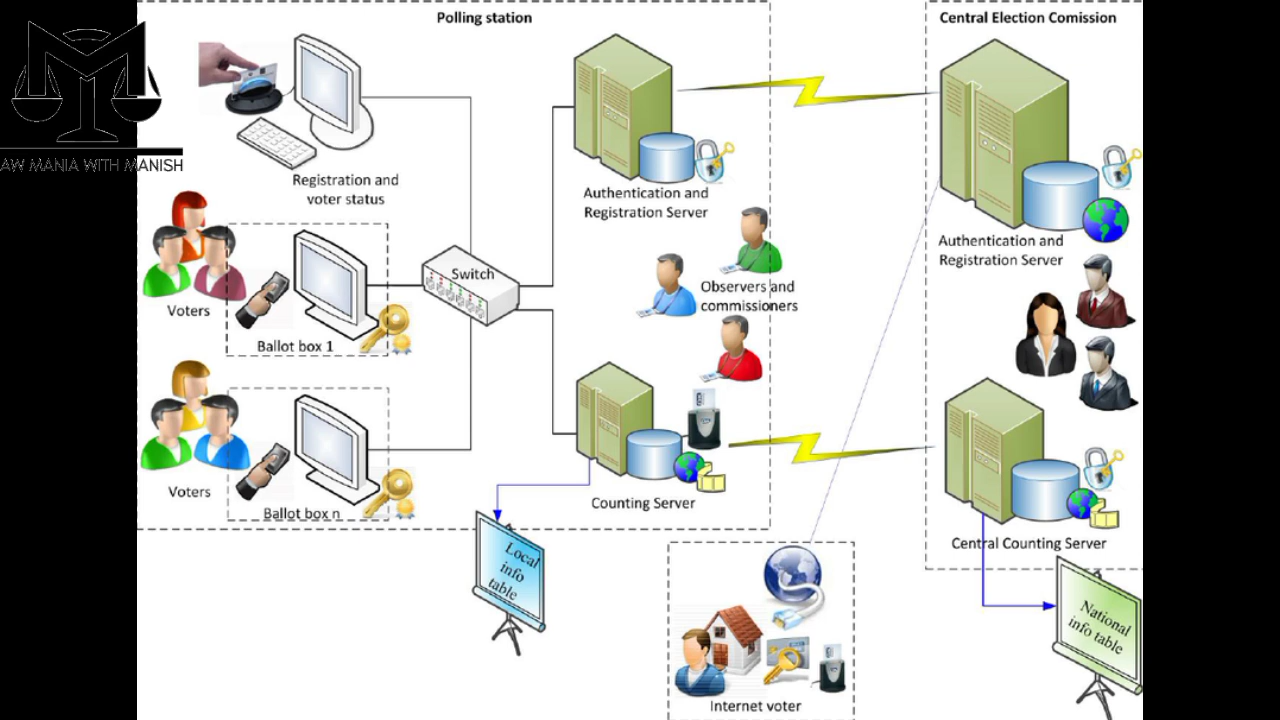 Polling station
Central Election Comission
AW MANIA WITH MANISH
Registration and
voter status
Authentication and
Registration Server
Authentication and
Registration Server
Switch
Observers and
commissioners
Voters
Ballot box 1
Voters
Ballot box n
Counting Server
Central Counting Server
Local
info
table
National
info table
Internet voter